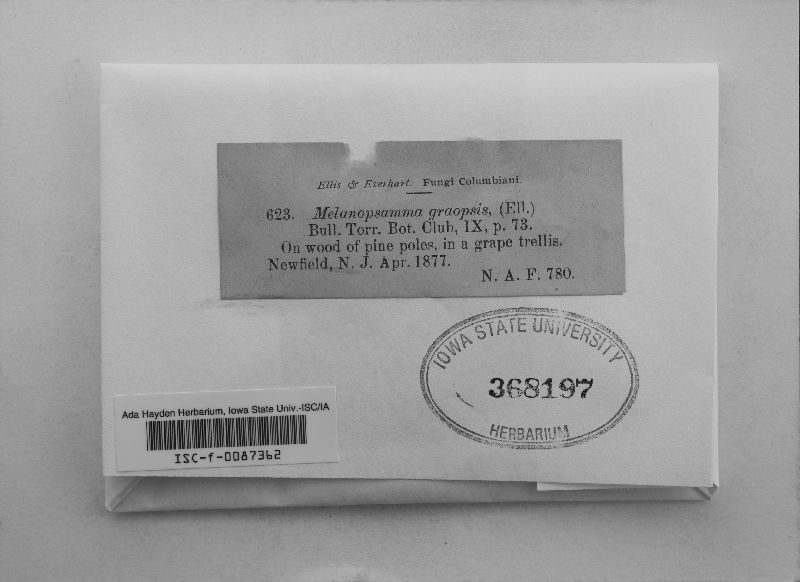 Ellis & Everhart. Fungi Columbiani.
623. Melanopsamma graopsis, (Ell.)
Bull. Torr. Bot. Club, IX, p. 73.
On wood of pine poles, in a grape trellis.
Newfield, N. J. Apr. 1877.
N. A. F. 780.
IOWA STATE UNIVERSITY
368197
HERBARIUM
Ada Hayden Herbarium, Iowa State Univ.-ISC/IA
ISC-f-0087362